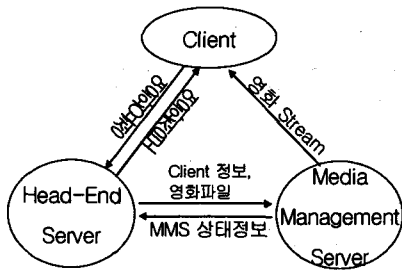 Client
영화 Stream
Client 정보,
영화파일
Head-End
Server
MMS 상태정보
Media
Management
Server